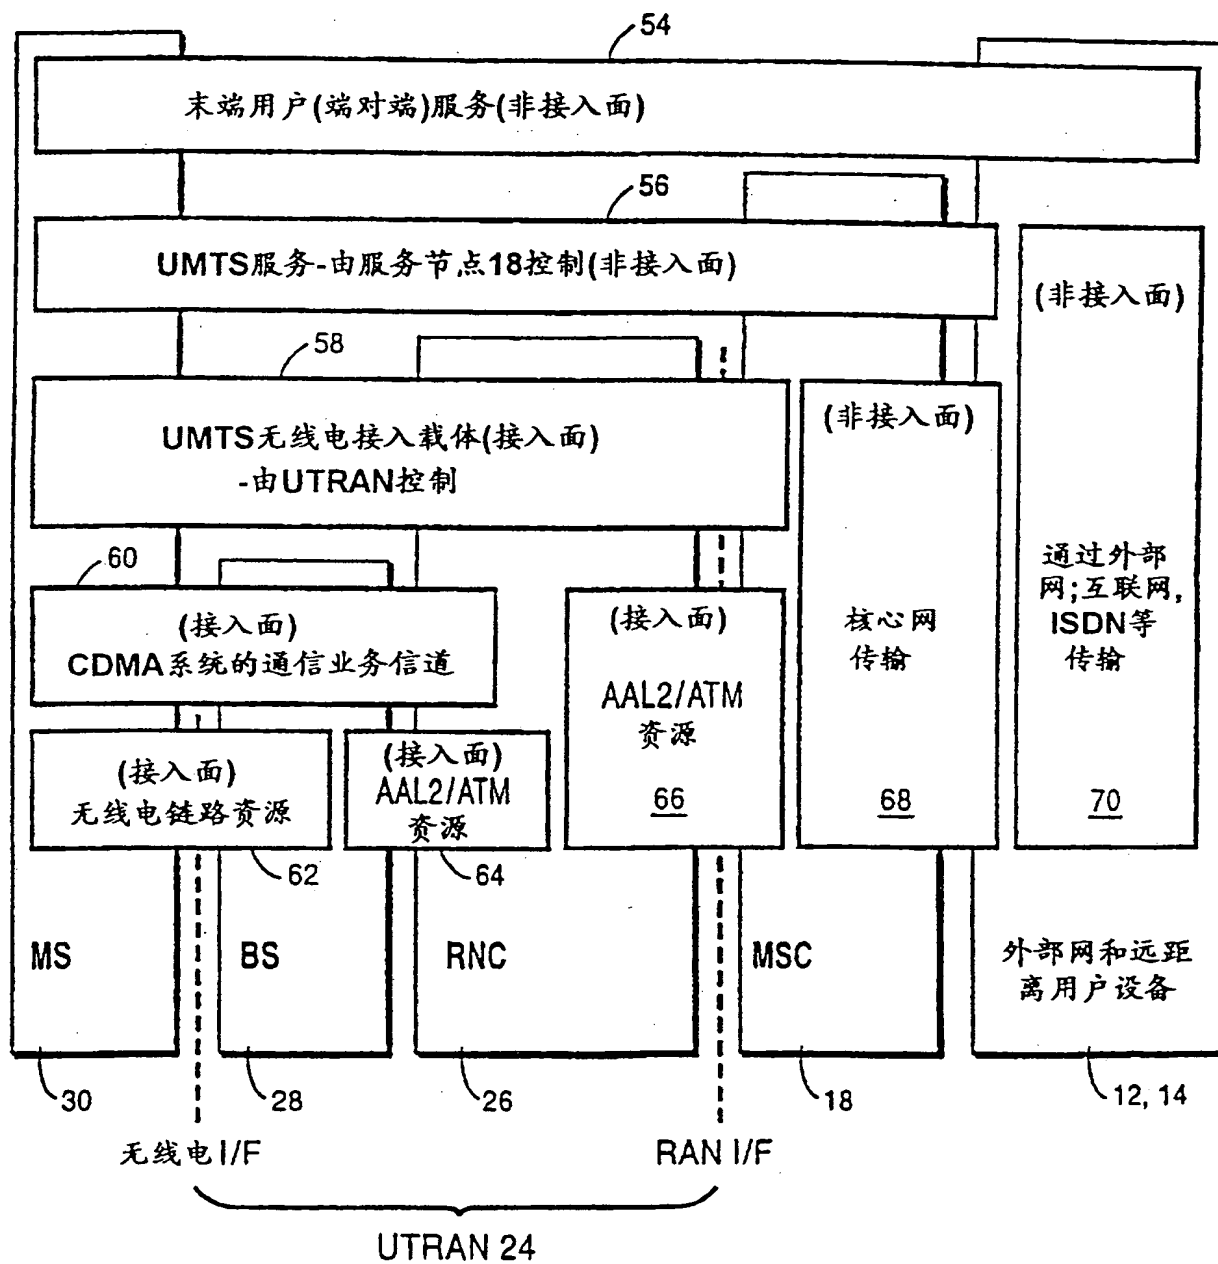 54
末端用户(端对端)服务(非接入面)
56
UMTS服务-由服务节点18控制(非接入面)
(非接入面)
58
UMTS无线电接入载体(接入面)
-由UTRAN控制
(非接入面)
60
(接入面)
CDMA系统的通信业务信道
(接入面)
AAL2/ATM
资源
66
核心网
传输
68
通过外部
网;互联网,
ISDN等
传输
70
(接入面)
无线电链路资源
62
(接入面)
AAL2/ATM
资源
64
MS
BS
RNC
MSC
外部网和远距
离用户设备
30
28
26
18
12, 14
无线电I/F
RAN I/F
UTRAN 24